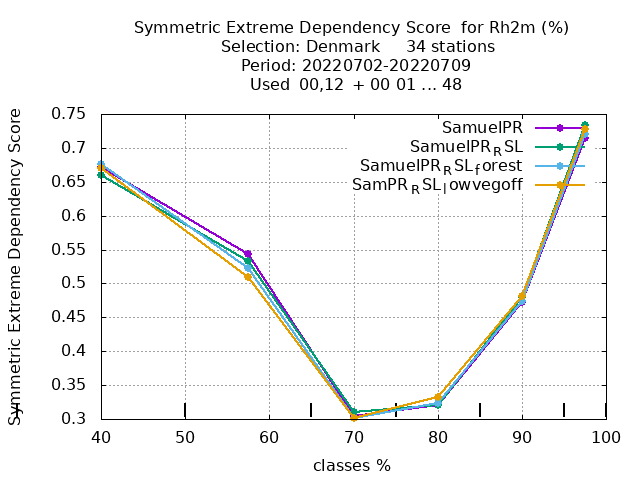 Symmetric Extreme Dependency Score for Rh2m (%)
Selection: Denmark 34 stations
Period: 20220702-20220709
Used 00,12 + 00 01 ... 48
Symmetric Extreme Dependency Score
0.75
0.7
0.65
0.6
0.55
0.5
0.45
0.4
0.35
0.3
SamuelPR
SamuelPR_RSL
SamuelPR_RSL_forest
SamPR_RSL_lowvegoff
40 50 60 70 80 90 100
classes %